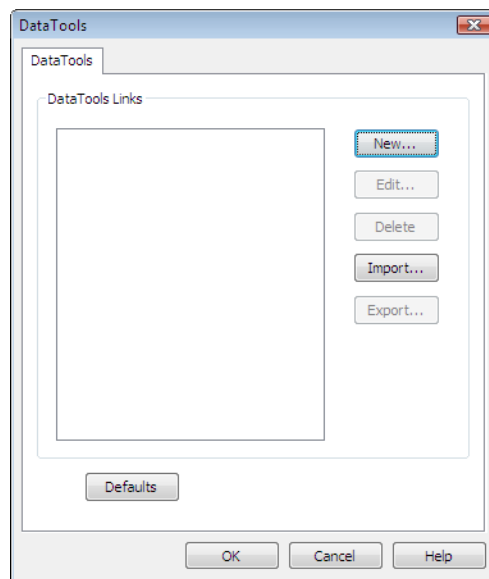 DataTools
DataTools
DataTools Links
New...
Edit...
Delete
Import...
Export...
Defaults
OK Cancel Help